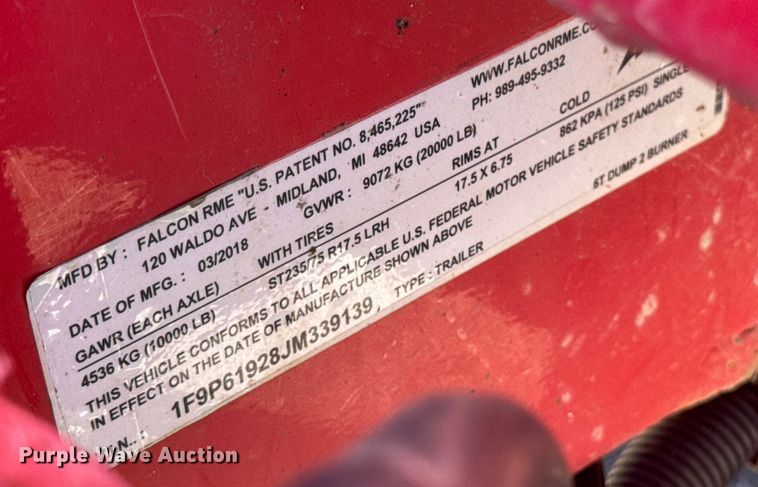 MFD BY : FALCON RME "U.S. PATENT NO. 8,465,225" WWW.FALCONRME.CO
120 WALDO AVE - MIDLAND, MI 48642 USA PH: 989-495-9332
DATE OF MFG. : 03/2018 GVWR : 9072 KG (20000 LB)
GAWR (EACH AXLE) WITH TIRES RIMS AT COLD
4536 KG (10000 LB) ST235/75 R17.5 LRH 17.5 X 6.75 862 KPA (125 PSI) SINGLE
THIS VEHICLE CONFORMS TO ALL APPLICABLE U.S. FEDERAL MOTOR VEHICLE SAFETY STANDARDS
IN EFFECT ON THE DATE OF MANUFACTURE SHOWN ABOVE
1F9P61928JM339139 , TYPE : TRAILER 6T DUMP 2 BURNER
Purple Wave Auction